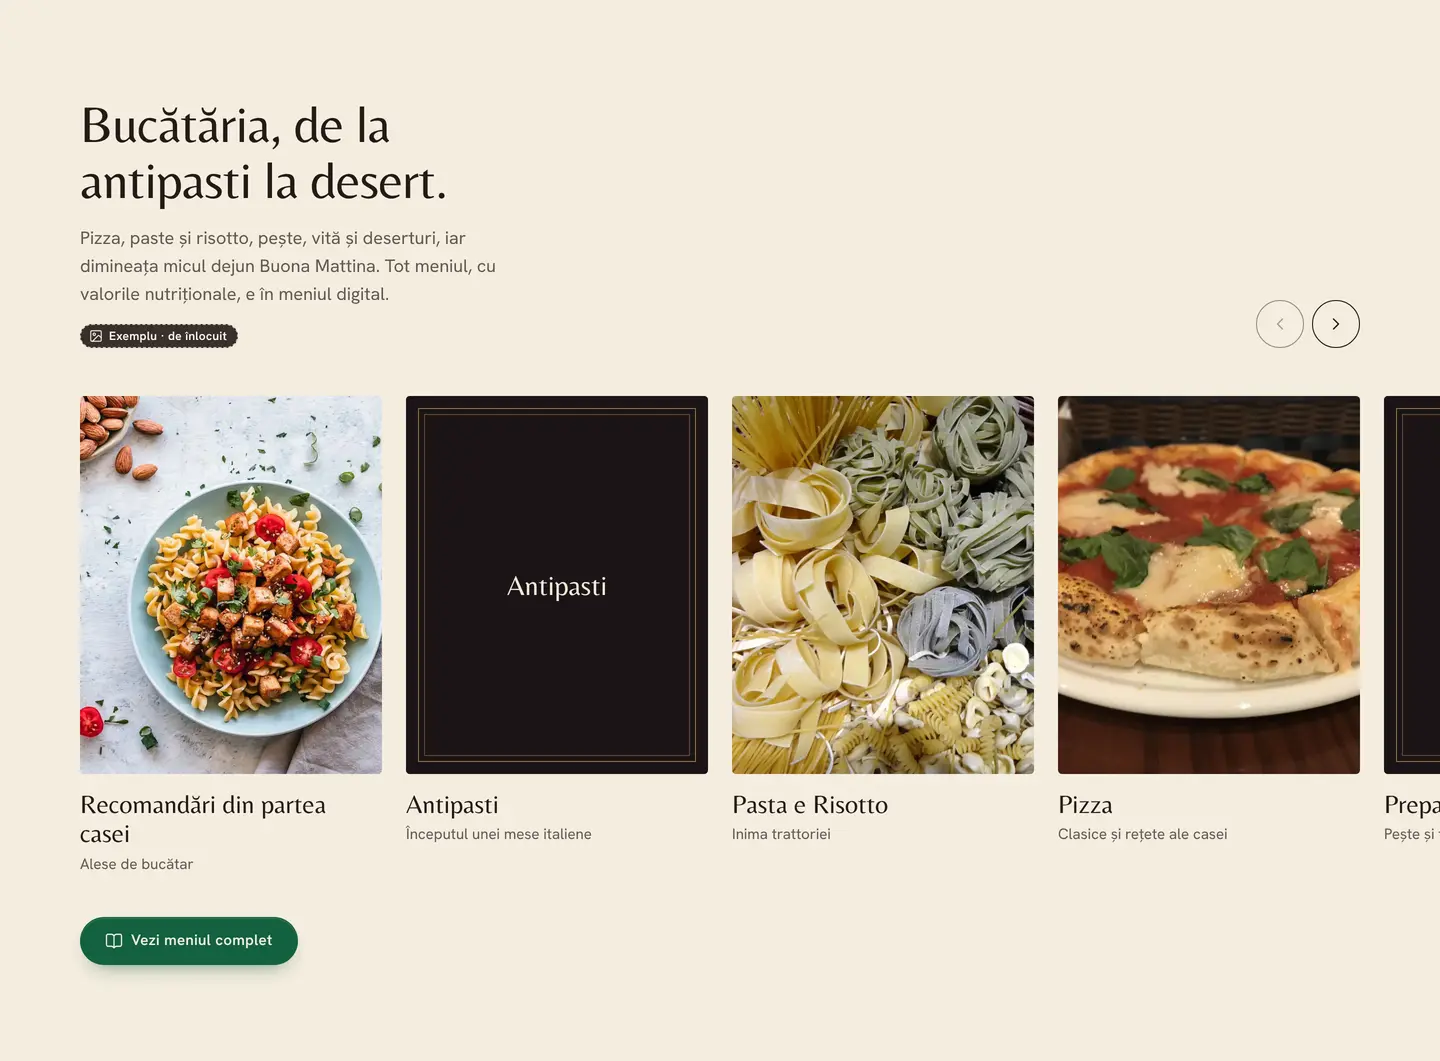 Bucătăria, de la
antipasti la desert.
Pizza, paste și risotto, pește, vită și deserturi, iar
dimineața micul dejun Buona Mattina. Tot meniul, cu
valorile nutriționale, e în meniul digital.
Exemplu · de înlocuit
Antipasti
Recomandări din partea
casei
Alese de bucătar
Antipasti
Începutul unei mese italiene
Pasta e Risotto
Inima trattoriei
Pizza
Clasice și rețete ale casei
Prepa
Pește și
Vezi meniul complet